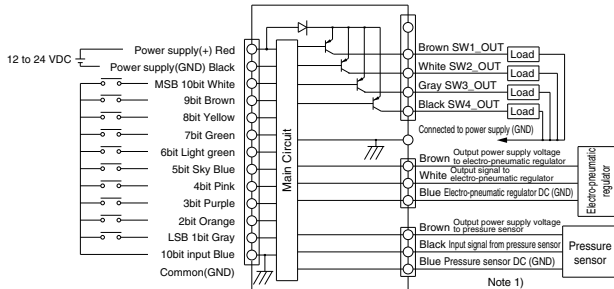 12 to 24 VDC
Power supply(+) Red
Power supply(GND) Black
MSB 10bit White
9bit Brown
8bit Yellow
7bit Green
6bit Light green
5bit Sky Blue
4bit Pink
3bit Purple
2bit Orange
LSB 1bit Gray
10bit input Blue
Common(GND)
Main Circuit
Brown SW1_OUT
Load
White SW2_OUT
Load
Gray SW3_OUT
Load
Black SW4_OUT
Load
Connected to power supply (GND)
Brown Output power supply voltage
to electro-pneumatic regulator
White Output signal to
electro-pneumatic regulator
Blue Electro-pneumatic regulator DC (GND)
Electro-pneumatic
regulator
Brown Output power supply voltage
to pressure sensor
Black Input signal from pressure sensor
Blue Pressure sensor DC (GND)
Pressure
sensor
Note 1)